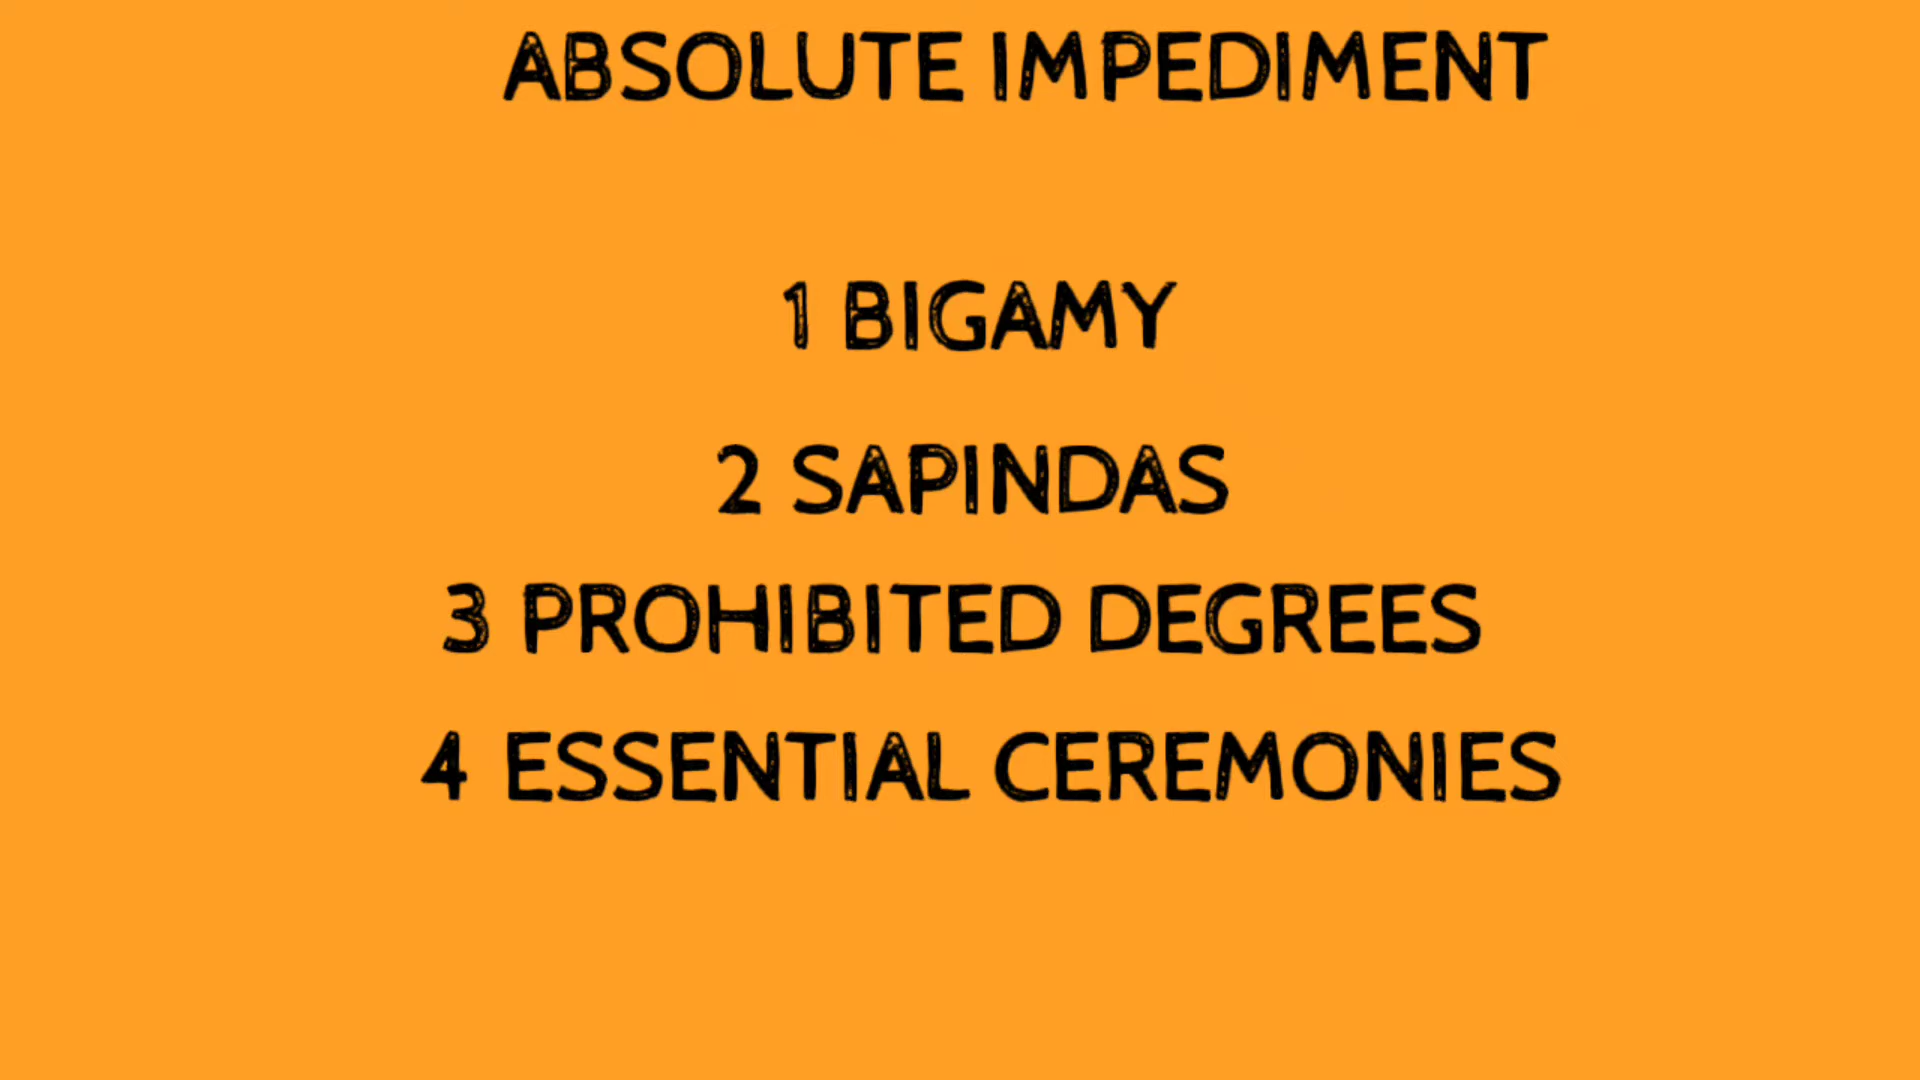 ABSOLUTE IMPEDIMENT
1 BIGAMY
2 SAPINDAS
3 PROHIBITED DEGREES
4 ESSENTIAL CEREMONIES